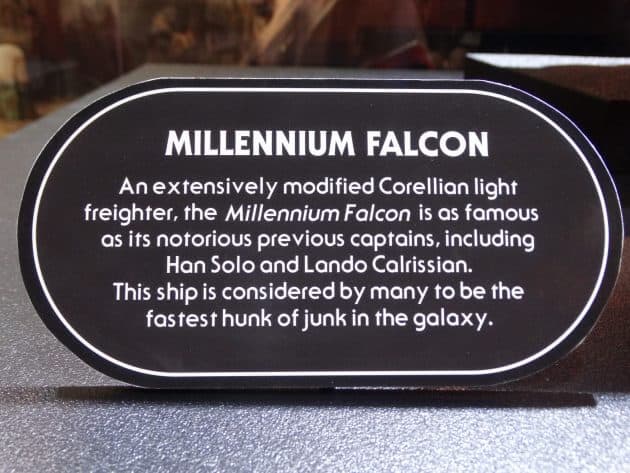 MILLENNIUM FALCON
An extensively modified Corellian light
freighter, the Millennium Falcon is as famous
as its notorious previous captains, including
Han Solo and Lando Calrissian.
This ship is considered by many to be the
fastest hunk of junk in the galaxy.